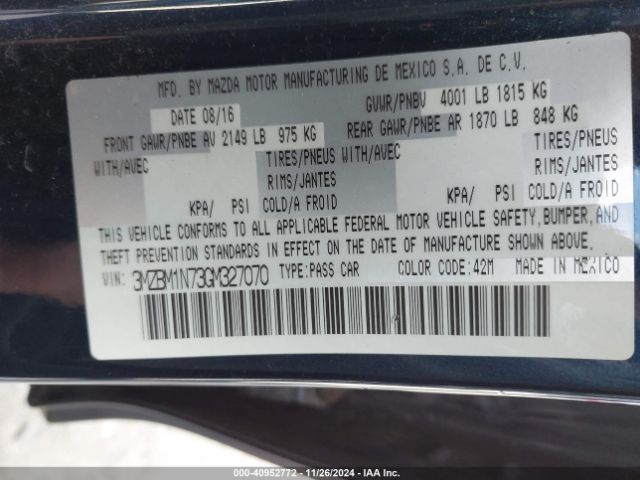 MFD. BY MAZDA MOTOR MANUFACTURING DE MEXICO S.A. DE C.V.
DATE 08/16 GVWR/PNBV 4001 LB 1815 KG
FRONT GAWR/PNBE AV 2149 LB 975 KG REAR GAWR/PNBE AR 1870 LB 848 KG
WITH/AVEC TIRES/PNEUS WITH/AVEC TIRES/PNEUS
RIMS/JANTES RIMS/JANTES
KPA/ PSI COLD/A FROID KPA/ PSI COLD/A FROID
THIS VEHICLE CONFORMS TO ALL APPLICABLE FEDERAL MOTOR VEHICLE SAFETY, BUMPER, AND
THEFT PREVENTION STANDARDS IN EFFECT ON THE DATE OF MANUFACTURE SHOWN ABOVE.
VIN: 3MZBM1N73GM327070 TYPE:PASS CAR COLOR CODE:42M MADE IN MEXICO
© 00-40952772 - 11/26/2024 - IAA Inc.